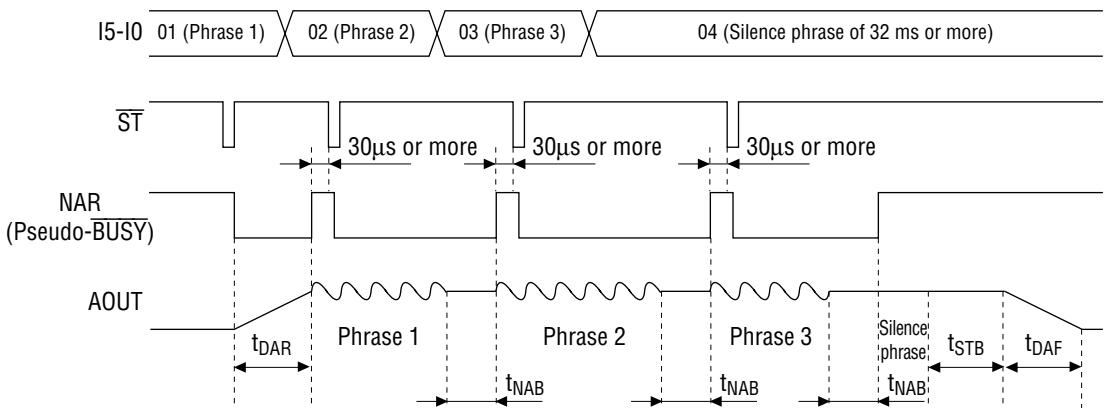 I5-I0 01 (Phrase 1) 02 (Phrase 2) 03 (Phrase 3) 04 (Silence phrase of 32 ms or more)
ST
30μs or more 30μs or more 30μs or more
NAR
(Pseudo-BUSY)
AOUT
Phrase 1 Phrase 2 Phrase 3 Silence
phrase
tDAR tSTB tDAF
tNAB tNAB tNAB